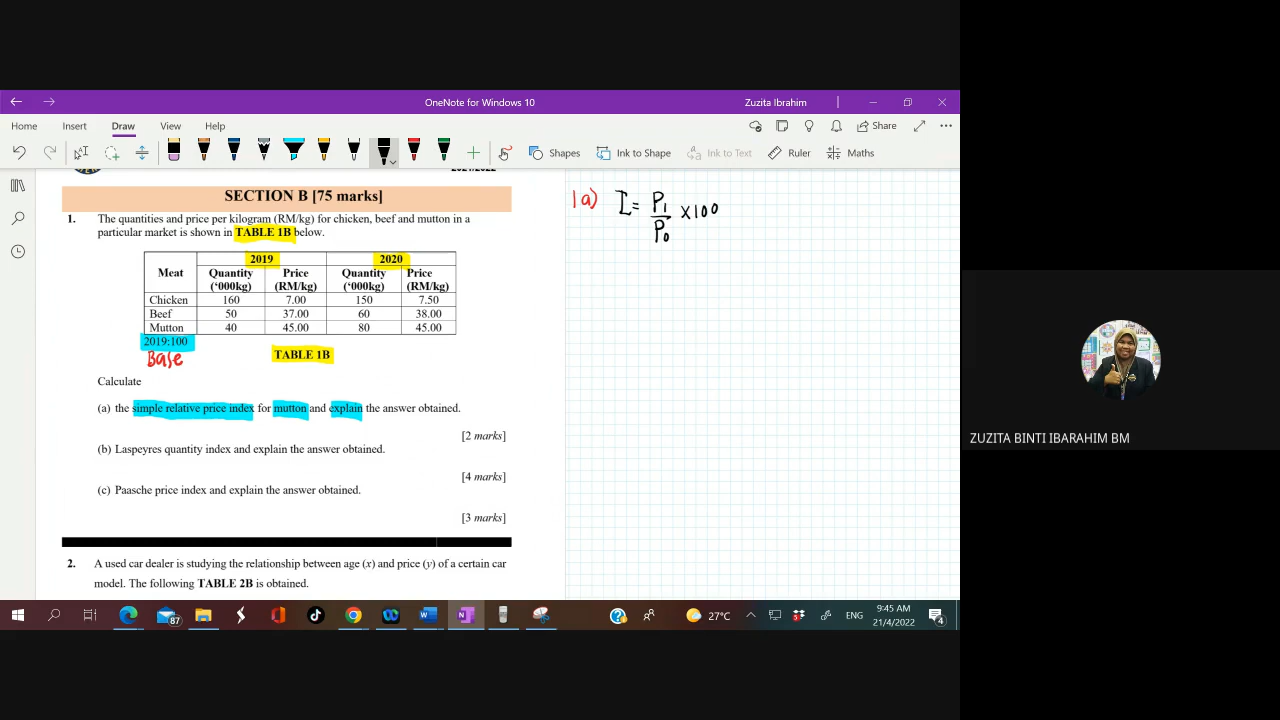 OneNote for Windows 10
Zuzita Ibrahim
Home Insert Draw View Help
Share
Shapes
Ink to Shape
Ink to Text
Ruler
Maths
2021/2022
SECTION B [75 marks]
1. The quantities and price per kilogram (RM/kg) for chicken, beef and mutton in a
particular market is shown in TABLE 1B below.
Meat 2019 2020
Quantity ('000kg) Price (RM/kg) Quantity ('000kg) Price (RM/kg)
Chicken 160 7.00 150 7.50
Beef 50 37.00 60 38.00
Mutton 40 45.00 80 45.00
2019:100
Base
TABLE 1B
Calculate
(a) the simple relative price index for mutton and explain the answer obtained.
[2 marks]
(b) Laspeyres quantity index and explain the answer obtained.
[4 marks]
(c) Paasche price index and explain the answer obtained.
[3 marks]
2. A used car dealer is studying the relationship between age (x) and price (y) of a certain car
model. The following TABLE 2B is obtained.
1a) I = P1/P0 ×100
ZUZITA BINTI IBARAHIM BM
87
27°C
5
ENG
9:45 AM
21/4/2022
4